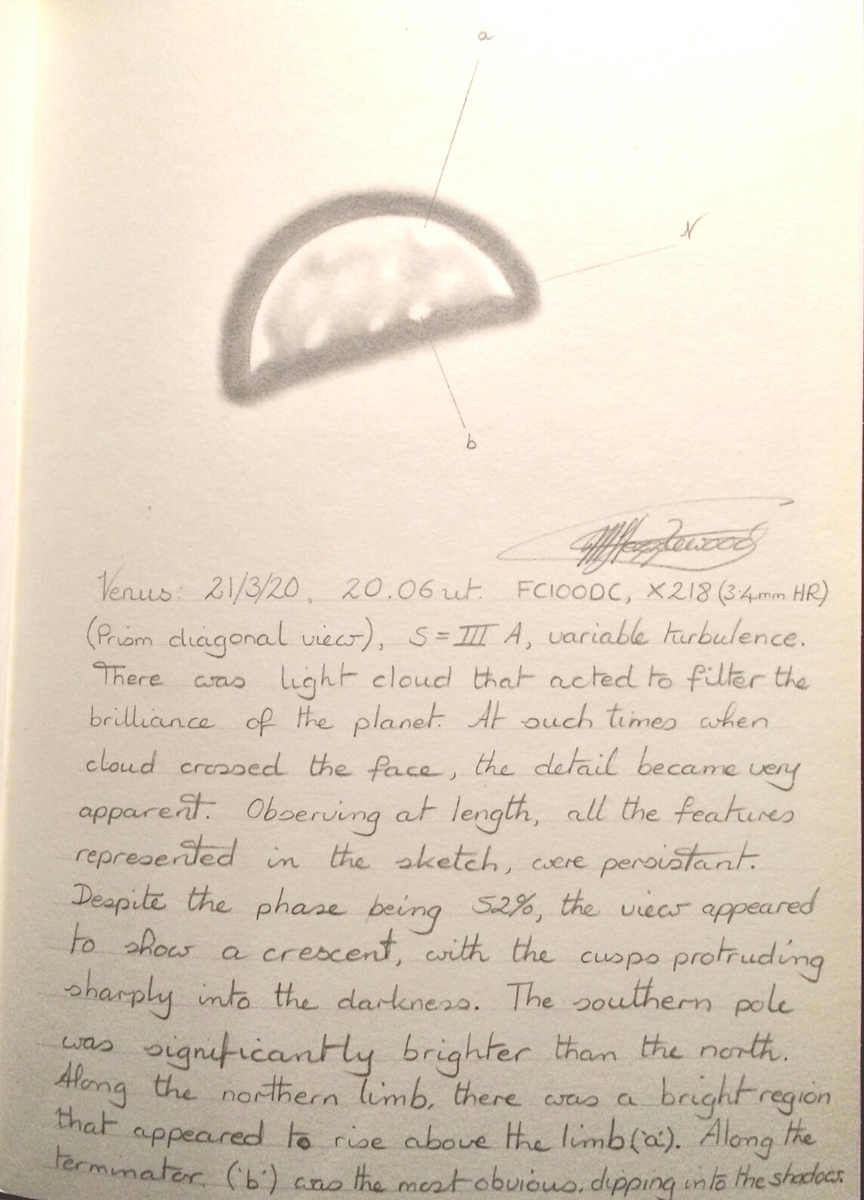 a
N
b
Venus: 21/3/20, 20.06 ut. FC100DC, X218 (3.4mm HR)
(Prism diagonal view), S = III A, variable turbulence.
There was light cloud that acted to filter the
brilliance of the planet. At such times when
cloud crossed the face, the detail became very
apparent. Observing at length, all the features
represented in the sketch, were persistant.
Despite the phase being 52%, the view appeared
to show a crescent, with the cusps protruding
sharply into the darkness. The southern pole
was significantly brighter than the north.
Along the northern limb, there was a bright region
that appeared to rise above the limb ('a'). Along the
terminator, ('b') was the most obvious, dipping into the shadows